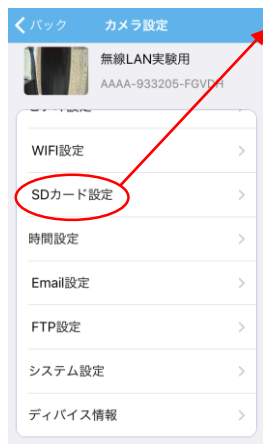 バック
カメラ設定
無線LAN実験用
AAAA-933205-FGVDH
WIFI設定
SDカード設定
時間設定
Email設定
FTP設定
システム設定
ディバイス情報